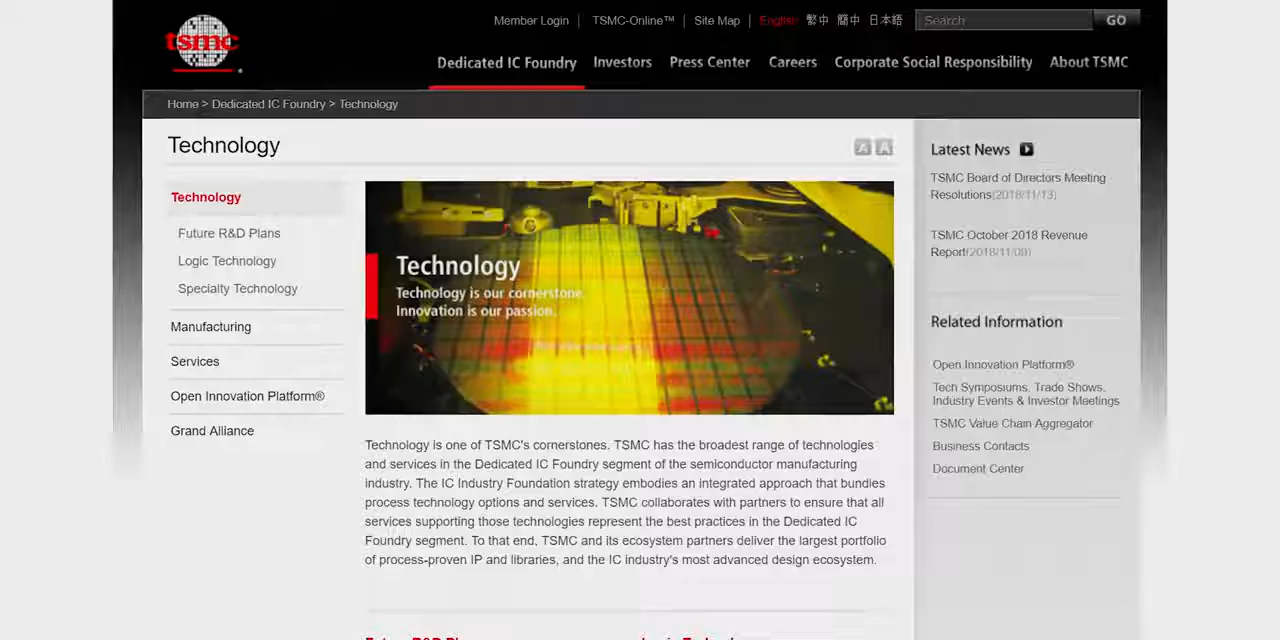 Member Login
TSMC-Online™
Site Map
English
繁中
簡中
日本語
Search
GO
tsmc
Dedicated IC Foundry
Investors
Press Center
Careers
Corporate Social Responsibility
About TSMC
Home > Dedicated IC Foundry > Technology
Technology
A A
Technology
Future R&D Plans
Logic Technology
Specialty Technology
Manufacturing
Services
Open Innovation Platform®
Grand Alliance
Technology
Technology is our cornerstone.
Innovation is our passion.
Technology is one of TSMC's cornerstones. TSMC has the broadest range of technologies
and services in the Dedicated IC Foundry segment of the semiconductor manufacturing
industry. The IC Industry Foundation strategy embodies an integrated approach that bundles
process technology options and services. TSMC collaborates with partners to ensure that all
services supporting those technologies represent the best practices in the Dedicated IC
Foundry segment. To that end, TSMC and its ecosystem partners deliver the largest portfolio
of process-proven IP and libraries, and the IC industry's most advanced design ecosystem.
Latest News
TSMC Board of Directors Meeting
Resolutions(2018/11/13)
TSMC October 2018 Revenue
Report(2018/11/09)
Related Information
Open Innovation Platform®
Tech Symposiums, Trade Shows,
Industry Events & Investor Meetings
TSMC Value Chain Aggregator
Business Contacts
Document Center